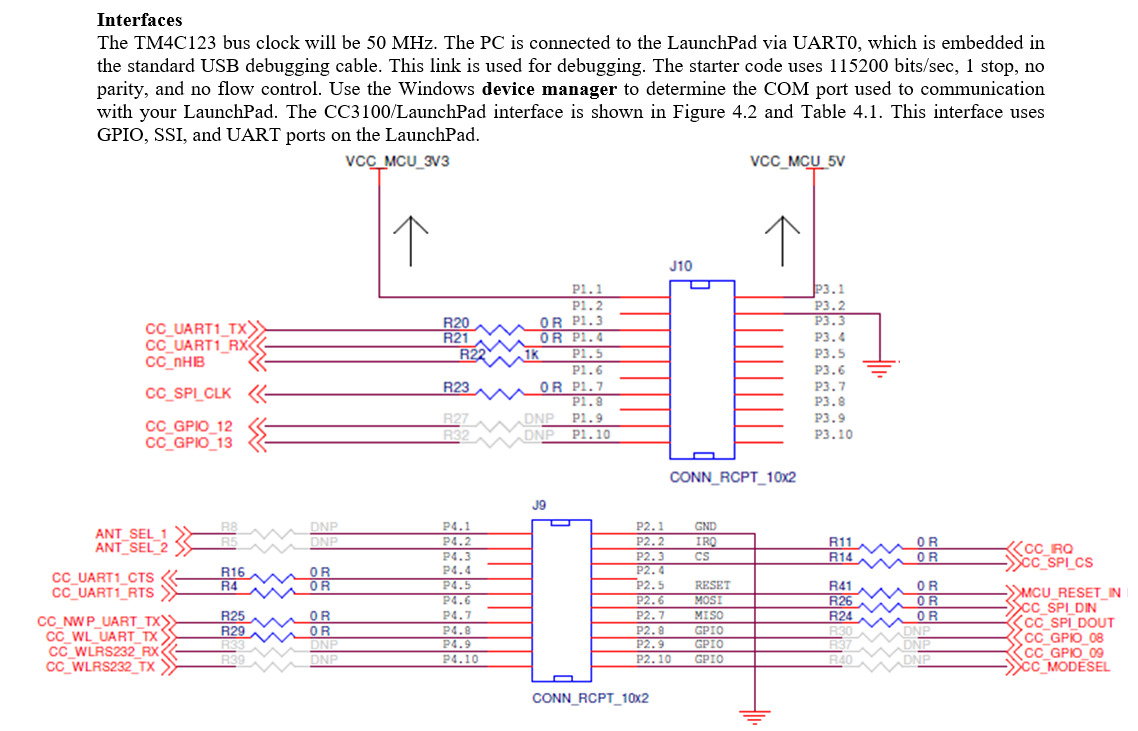 Interfaces
The TM4C123 bus clock will be 50 MHz. The PC is connected to the LaunchPad via UART0, which is embedded in
the standard USB debugging cable. This link is used for debugging. The starter code uses 115200 bits/sec, 1 stop, no
parity, and no flow control. Use the Windows device manager to determine the COM port used to communication
with your LaunchPad. The CC3100/LaunchPad interface is shown in Figure 4.2 and Table 4.1. This interface uses
GPIO, SSI, and UART ports on the LaunchPad.
VCC_MCU_3V3 VCC_MCU_5V
J10
P1.1 P3.1
P1.2 P3.2
CC_UART1_TX R20 0R P1.3 P3.3
CC_UART1_RX R21 0R P1.4 P3.4
CC_nHIB R22 1K P1.5 P3.5
P1.6 P3.6
CC_SPI_CLK R23 0R P1.7 P3.7
P1.8 P3.8
CC_GPIO_12 R27 DNP P1.9 P3.9
CC_GPIO_13 R32 DNP P1.10 P3.10
CONN_RCPT_10x2
J9
ANT_SEL_1 R8 DNP P4.1 P2.1 GND
ANT_SEL_2 R5 DNP P4.2 P2.2 IRQ R11 0R CC_IRQ
P4.3 P2.3 CS R14 0R CC_SPI_CS
CC_UART1_CTS R16 0R P4.4 P2.4
CC_UART1_RTS R4 0R P4.5 P2.5 RESET R41 0R MCU_RESET_IN
P4.6 P2.6 MOSI R26 0R CC_SPI_DIN
CC_NWP_UART_TX R25 0R P4.7 P2.7 MISO R24 0R CC_SPI_DOUT
CC_WL_UART_TX R29 0R P4.8 P2.8 GPIO R30 DNP CC_GPIO_08
CC_WLRS232_RX R33 DNP P4.9 P2.9 GPIO R37 DNP CC_GPIO_09
CC_WLRS232_TX R39 DNP P4.10 P2.10 GPIO R40 DNP CC_MODESEL
CONN_RCPT_10x2